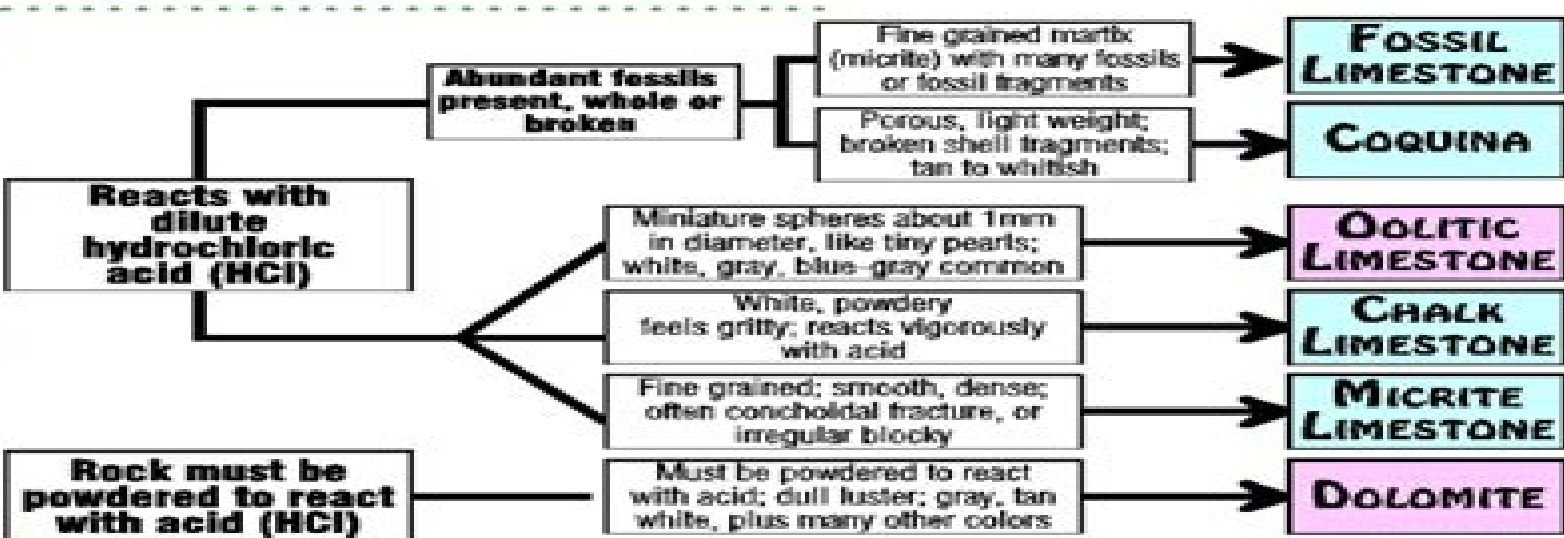 Fine grained martix
(micrite) with many fossils
or fossil fragments
FOSSIL
LIMESTONE
Abundant fossils
present, whole or
broken
Porous, light weight;
broken shell fragments;
tan to whitish
COQUINA
Reacts with
dilute
hydrochloric
acid (HCl)
Miniature spheres about 1mm
in diameter, like tiny pearls;
white, gray, blue-gray common
OOLITIC
LIMESTONE
White, powdery
feels gritty; reacts vigorously
with acid
CHALK
LIMESTONE
Fine grained; smooth, dense;
often conchoidal fracture, or
irregular blocky
MICRITE
LIMESTONE
Rock must be
powdered to react
with acid (HCl)
Must be powdered to react
with acid; dull luster; gray, tan
white, plus many other colors
DOLOMITE